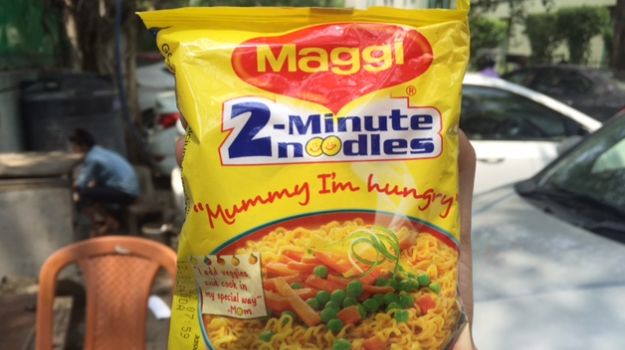 Maggi
®
2-Minute
noodles
"Mummy I'm hungry"
"I add veggies
and cook in
my special way"
-Mom